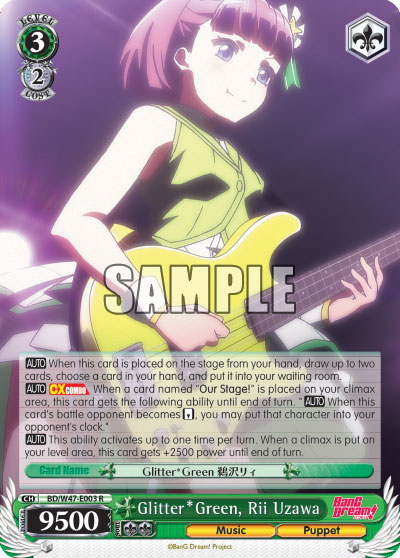 LEVEL
3
2
COST
SAMPLE
AUTO When this card is placed on the stage from your hand, draw up to two
cards, choose a card in your hand, and put it into your waiting room.
AUTO CX COMBO When a card named "Our Stage!" is placed on your climax
area, this card gets the following ability until end of turn. "AUTO When this
card's battle opponent becomes , you may put that character into your
opponent's clock."
AUTO This ability activates up to one time per turn. When a climax is put on
your level area, this card gets +2500 power until end of turn.
Card Name
Glitter*Green 鵜沢リィ
CH BD/W47-E003 R
Glitter*Green, Rii Uzawa
BanG Dream!
POWER
9500
SOUL
Music
Puppet
©BanG Dream! Project